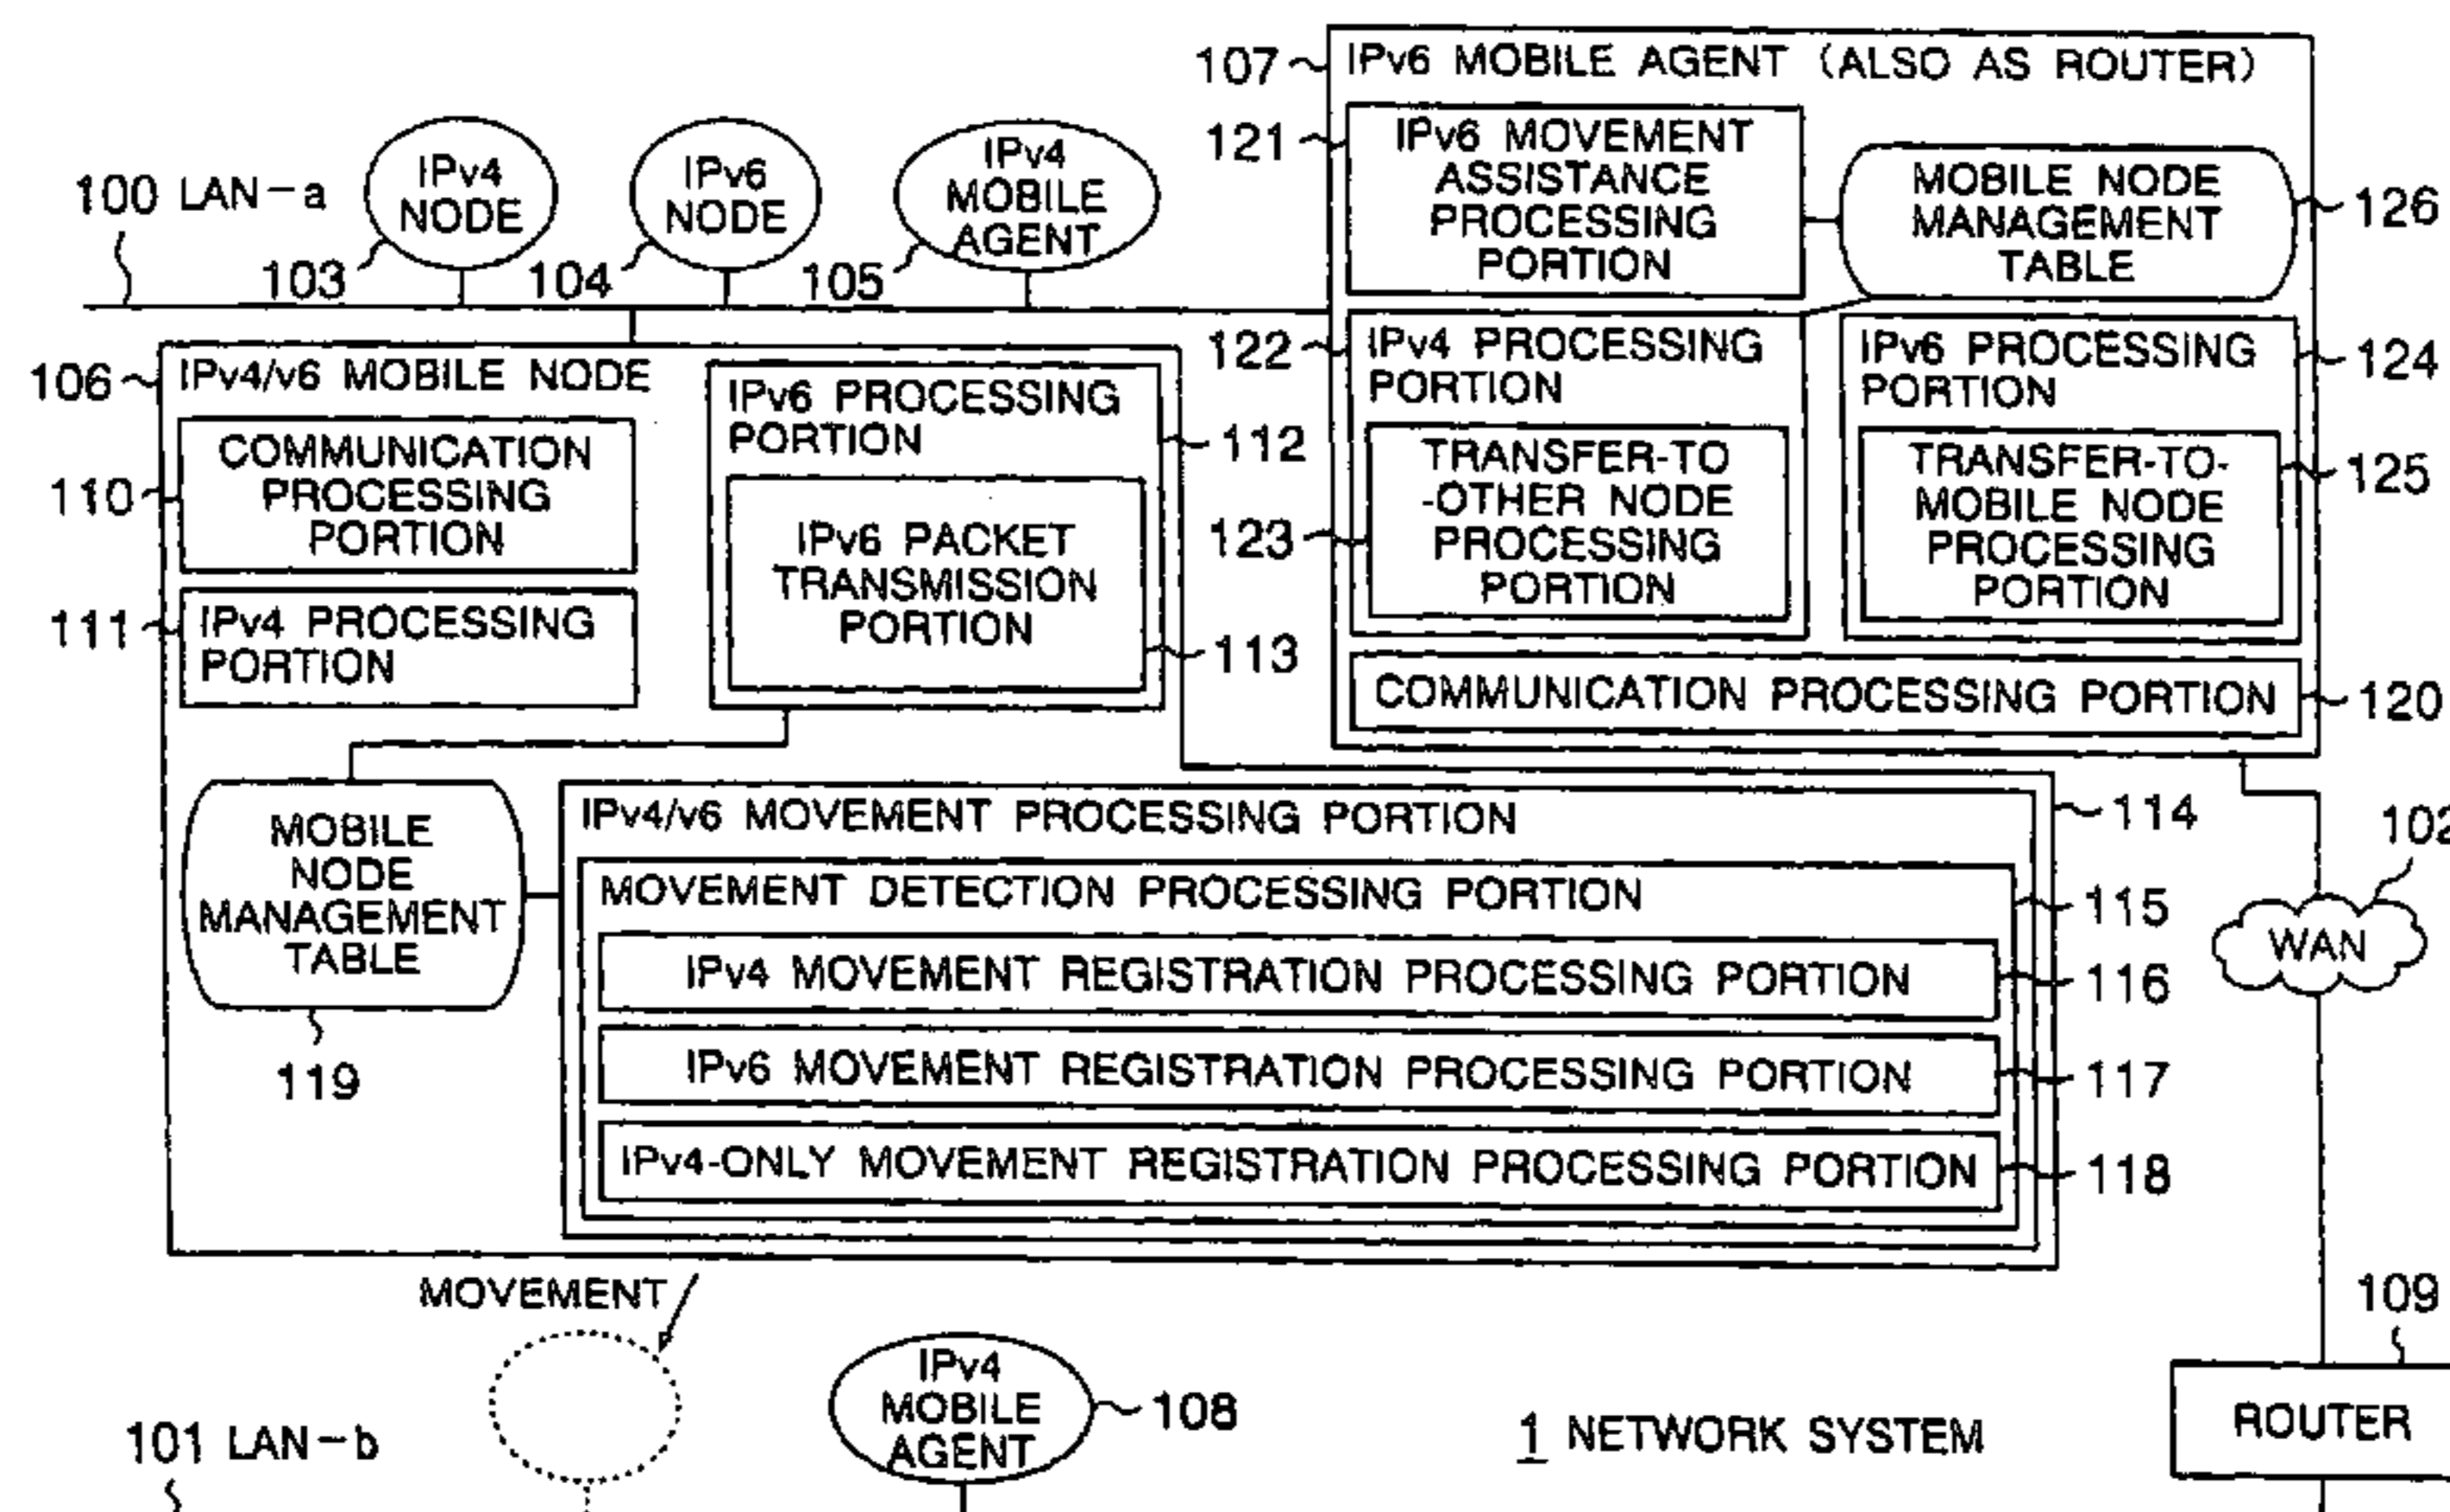 107
IPv6 MOBILE AGENT (ALSO AS ROUTER)
121
IPv6 MOVEMENT
ASSISTANCE
PROCESSING
PORTION
MOBILE NODE
MANAGEMENT
TABLE
126
100 LAN-a
IPv4
NODE
103
IPv6
NODE
104
IPv4
MOBILE
AGENT
105
122
IPv4 PROCESSING
PORTION
123
TRANSFER-TO
-OTHER NODE
PROCESSING
PORTION
IPv6 PROCESSING
PORTION
124
TRANSFER-TO-
MOBILE NODE
PROCESSING
PORTION
125
COMMUNICATION PROCESSING PORTION
120
106
IPv4/v6 MOBILE NODE
110
COMMUNICATION
PROCESSING
PORTION
111
IPv4 PROCESSING
PORTION
IPv6 PROCESSING
PORTION
112
IPv6 PACKET
TRANSMISSION
PORTION
113
MOBILE
NODE
MANAGEMENT
TABLE
119
IPv4/v6 MOVEMENT PROCESSING PORTION
114
MOVEMENT DETECTION PROCESSING PORTION
115
IPv4 MOVEMENT REGISTRATION PROCESSING PORTION
116
IPv6 MOVEMENT REGISTRATION PROCESSING PORTION
117
IPv4-ONLY MOVEMENT REGISTRATION PROCESSING PORTION
118
102
WAN
MOVEMENT
109
ROUTER
IPv4
MOBILE
AGENT
108
101 LAN-b
1 NETWORK SYSTEM